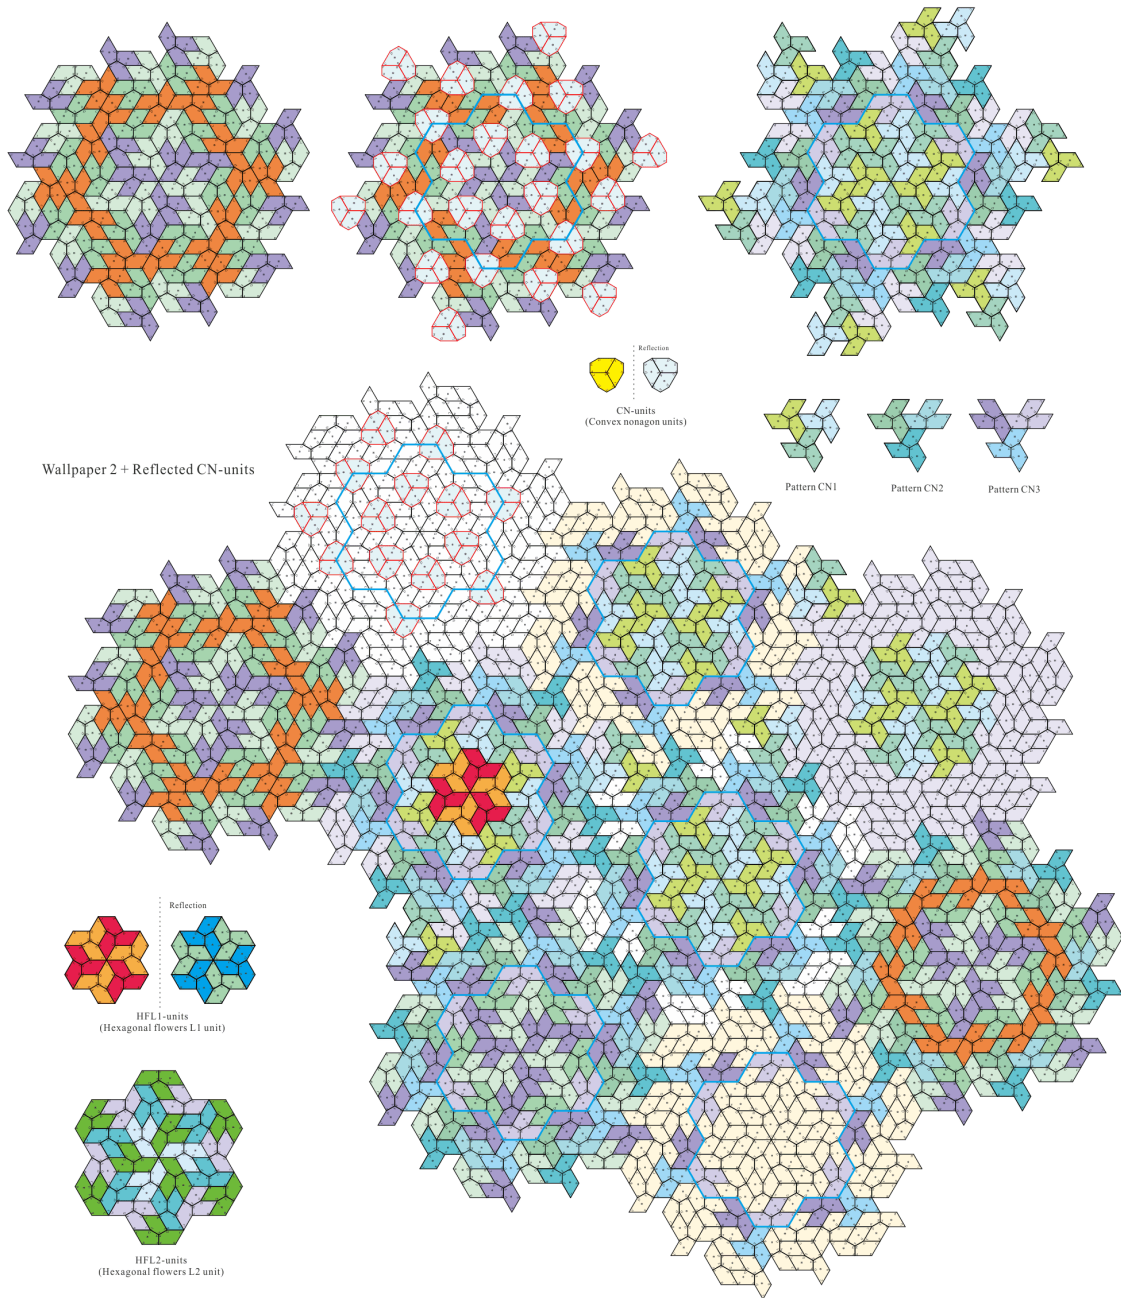 Reflection
CN-units
(Convex nonagon units)
Pattern CN1
Pattern CN2
Pattern CN3
Wallpaper 2 + Reflected CN-units
Reflection
HFL1-units
(Hexagonal flowers L1 unit)
HFL2-units
(Hexagonal flowers L2 unit)